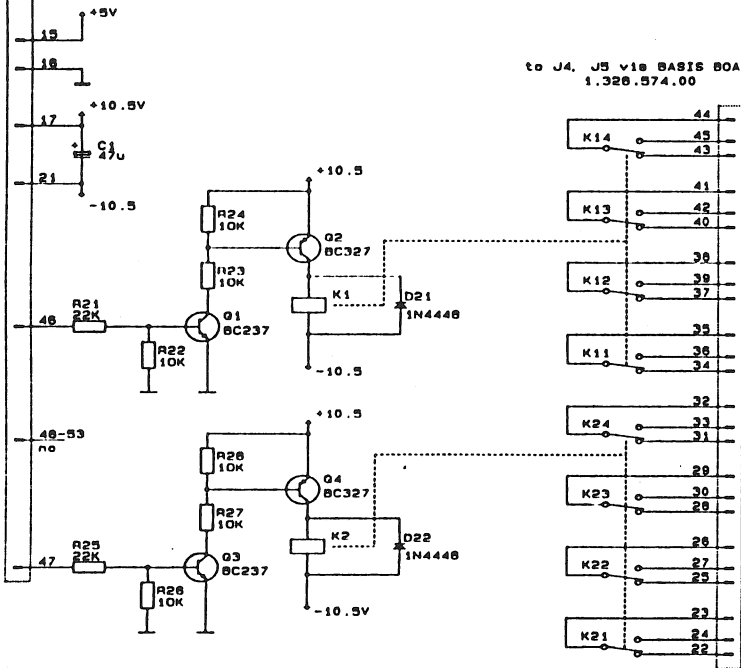 +5V
15
16
+10.5V
17
+
C1
47u
21
-10.5
to J4, J5 via BASIS BOA
1.328.574.00
44
K14
45
43
41
K13
42
40
38
K12
39
37
35
K11
36
34
32
K24
33
31
29
K23
30
28
26
K22
27
25
23
K21
24
22
+10.5
R24
10K
Q2
BC327
R23
10K
K1
D21
1N4448
R21
22K
46
Q1
BC237
R22
10K
-10.5
+10.5
48-53
no
R26
10K
Q4
BC327
R27
10K
K2
D22
1N4448
R25
22K
47
Q3
BC237
R26
10K
-10.5V